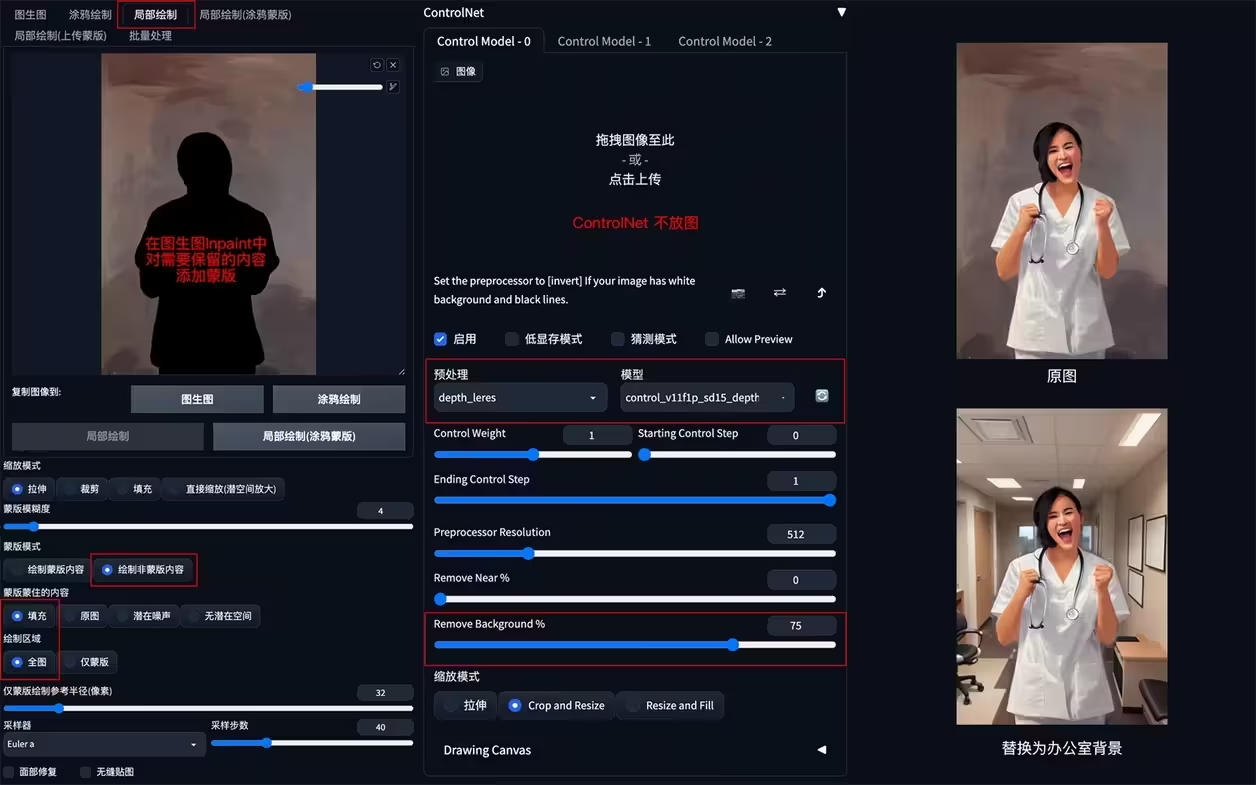 图生图 涂鸦绘制 局部绘制 局部绘制(涂鸦蒙版)
局部绘制(上传蒙版) 批量处理
在图生图Inpaint中
对需要保留的内容
添加蒙版
复制图像到:
图生图 涂鸦绘制
局部绘制 局部绘制(涂鸦蒙版)
缩放模式
拉伸 裁剪 填充 直接缩放(潜空间放大)
蒙版模糊度 4
蒙版模式
绘制蒙版内容 绘制非蒙版内容
蒙版蒙住的内容
填充 原图 潜在噪声 无潜在空间
绘制区域
全图 仅蒙版
仅蒙版绘制参考半径(像素) 32
采样器 采样步数 40
Euler a
面部修复 无缝贴图
ControlNet
Control Model - 0 Control Model - 1 Control Model - 2
图像
拖拽图像至此
- 或 -
点击上传
ControlNet 不放图
Set the preprocessor to [invert] If your image has white
background and black lines.
启用 低显存模式 猜测模式 Allow Preview
预处理 模型
depth_leres control_v11f1p_sd15_depth
Control Weight 1 Starting Control Step 0
Ending Control Step 1
Preprocessor Resolution 512
Remove Near % 0
Remove Background % 75
缩放模式
拉伸 Crop and Resize Resize and Fill
Drawing Canvas
原图
替换为办公室背景